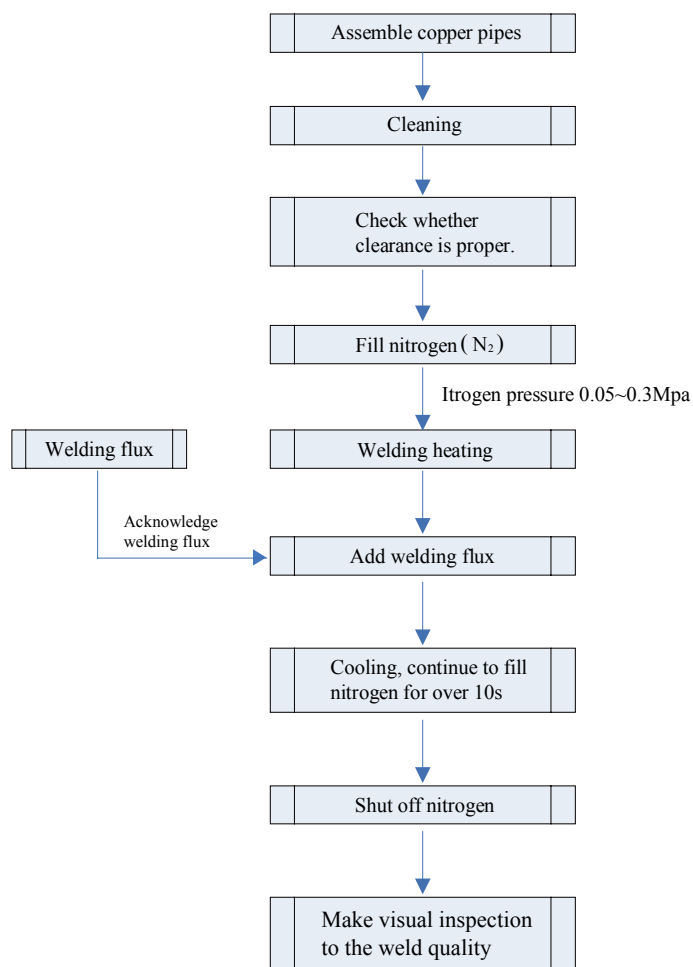 Assemble copper pipes
Cleaning
Check whether
clearance is proper.
Fill nitrogen ( N₂ )
Itrogen pressure 0.05~0.3Mpa
Welding flux
Welding heating
Acknowledge
welding flux
Add welding flux
Cooling, continue to fill
nitrogen for over 10s
Shut off nitrogen
Make visual inspection
to the weld quality